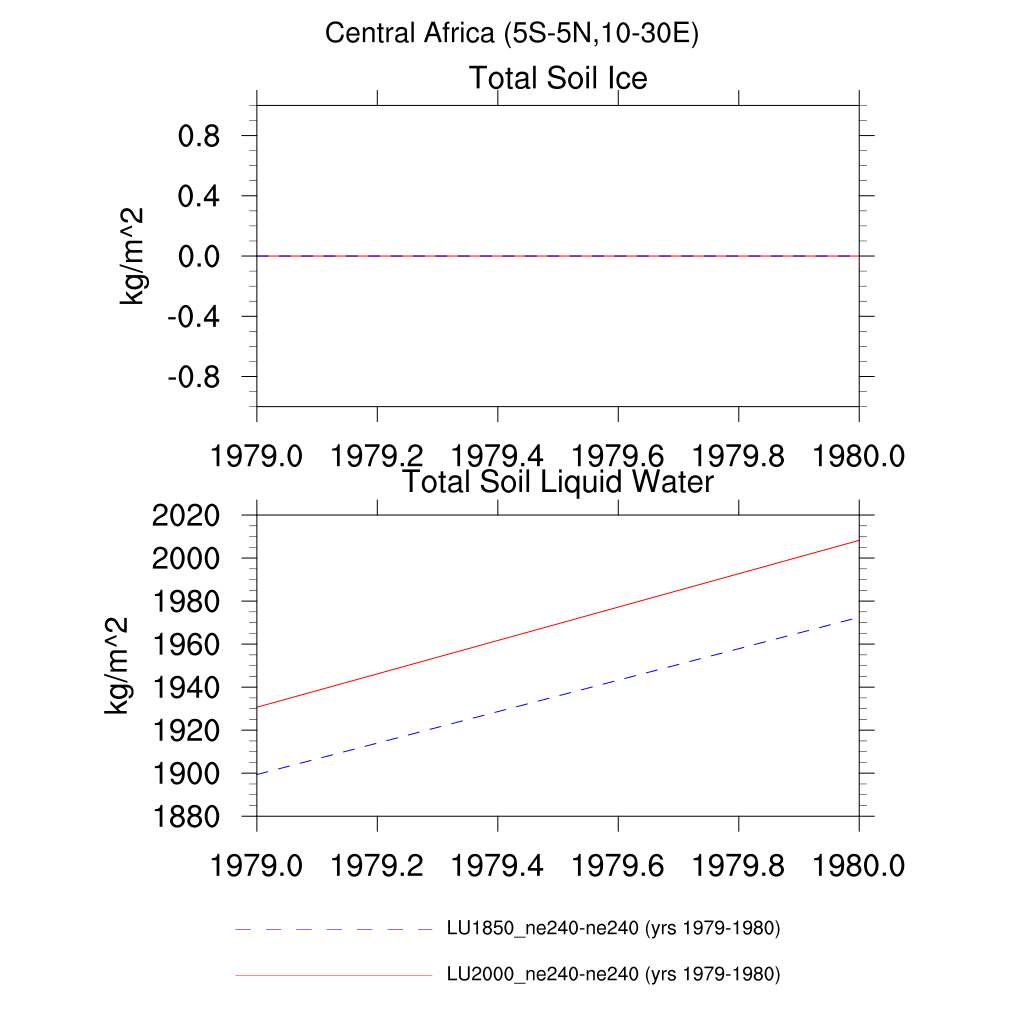 Central Africa (5S-5N,10-30E)
Total Soil Ice
0.8
0.4
0.0
-0.4
-0.8
kg/m^2
1979.0 1979.2 1979.4 1979.6 1979.8 1980.0
Total Soil Liquid Water
2020
2000
1980
1960
1940
1920
1900
1880
kg/m^2
1979.0 1979.2 1979.4 1979.6 1979.8 1980.0
LU1850_ne240-ne240 (yrs 1979-1980)
LU2000_ne240-ne240 (yrs 1979-1980)